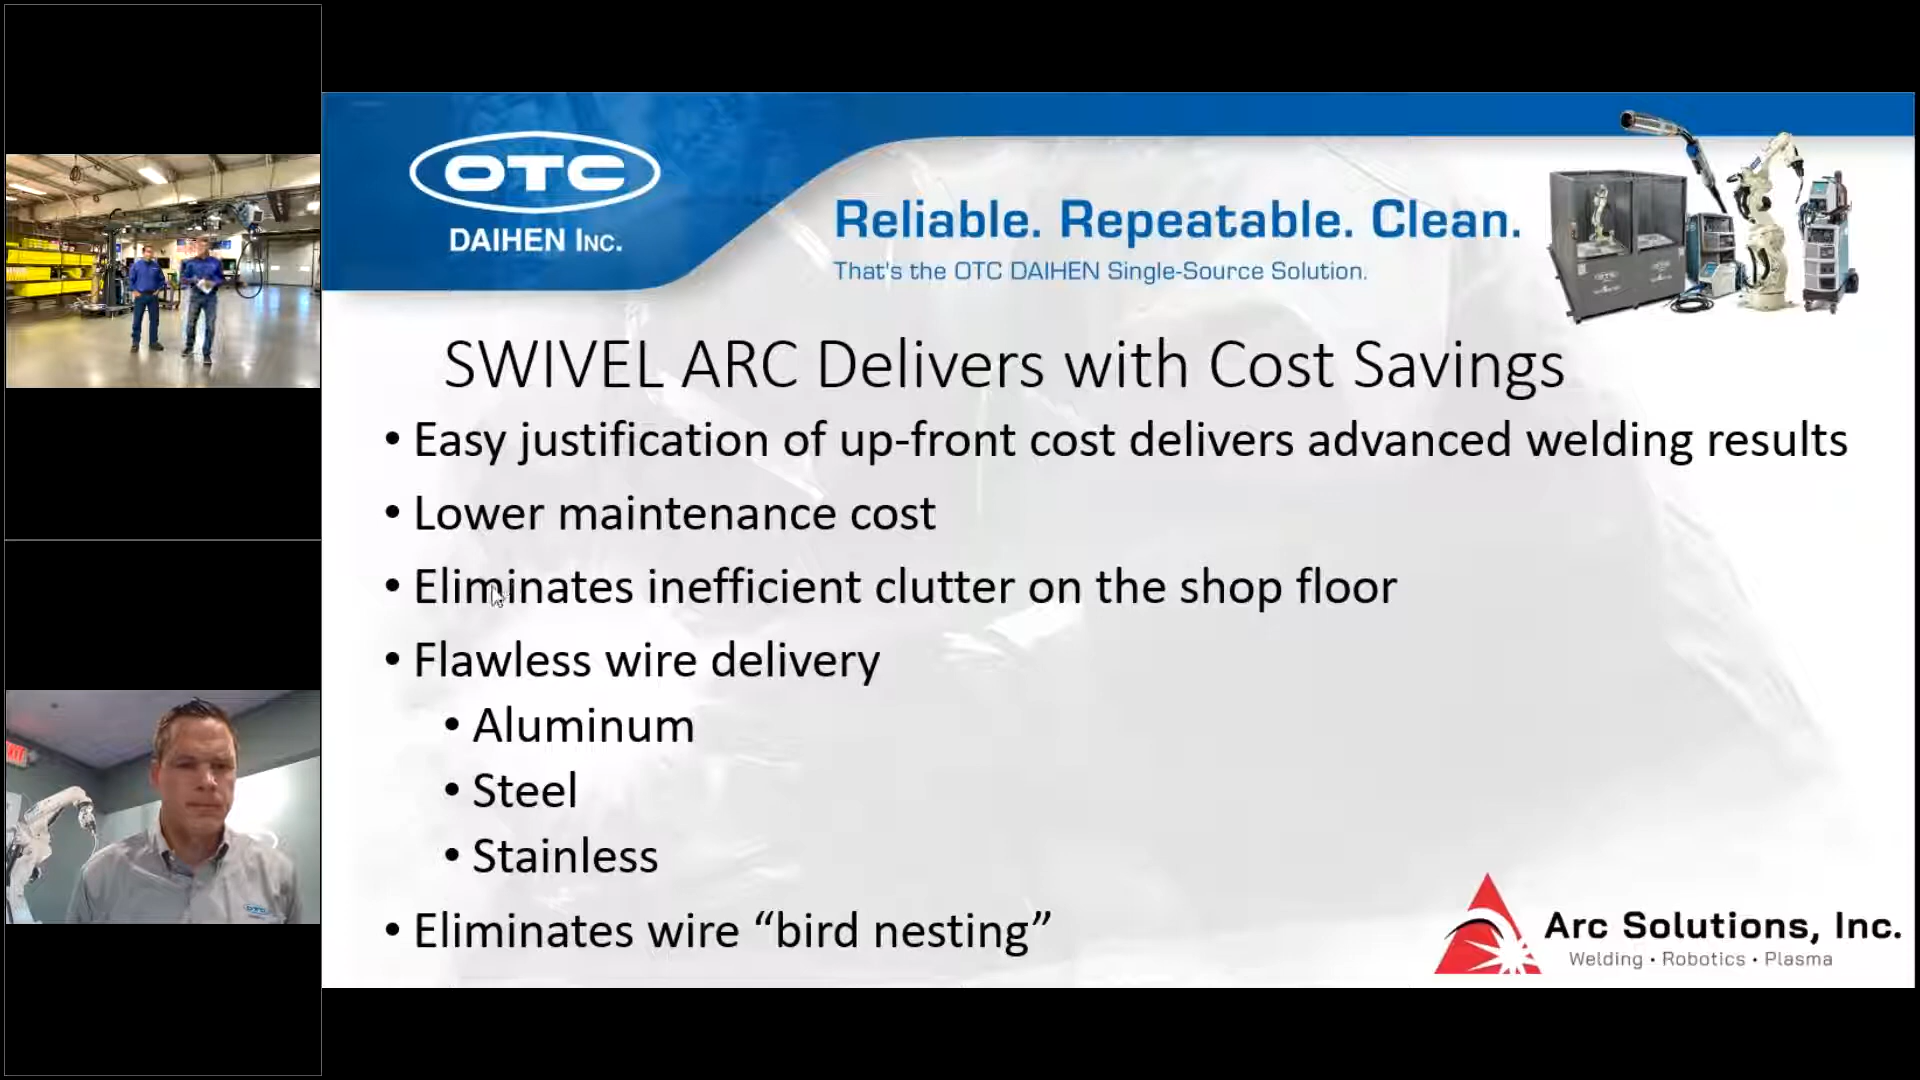 OTC
DAIHEN INC.
Reliable. Repeatable. Clean.
That's the OTC DAIHEN Single-Source Solution.
SWIVEL ARC Delivers with Cost Savings
• Easy justification of up-front cost delivers advanced welding results
• Lower maintenance cost
• Eliminates inefficient clutter on the shop floor
• Flawless wire delivery
• Aluminum
• Steel
• Stainless
• Eliminates wire “bird nesting”
Arc Solutions, Inc.
Welding • Robotics • Plasma
EXIT
OTC